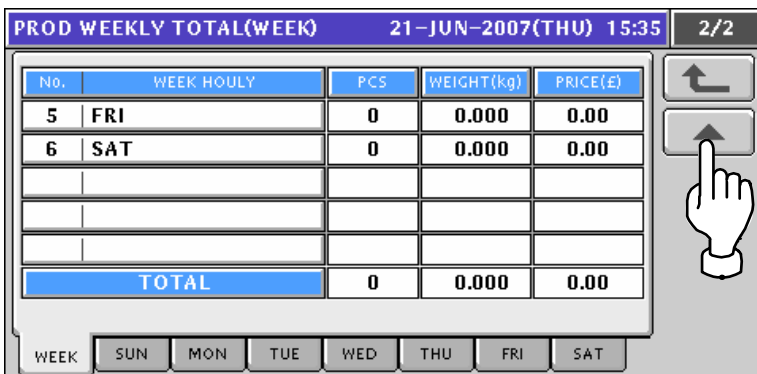 PROD WEEKLY TOTAL(WEEK) 21-JUN-2007(THU) 15:35 2/2
No. WEEK HOULY PCS WEIGHT(kg) PRICE(£)
5 FRI 0 0.000 0.00
6 SAT 0 0.000 0.00
TOTAL 0 0.000 0.00
WEEK SUN MON TUE WED THU FRI SAT